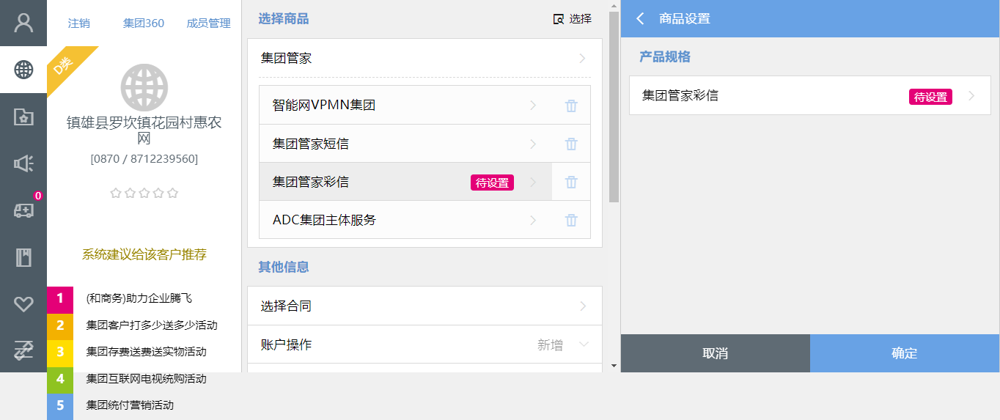 注销 集团360 成员管理
D类
镇雄县罗坎镇花园村惠农
网
[0870 / 8712239560]
0
系统建议给该客户推荐
1 (和商务)助力企业腾飞
2 集团客户打多少送多少活动
3 集团存费送费送实物活动
4 集团互联网电视统购活动
5 集团统付营销活动
选择商品 选择
集团管家
智能网VPMN集团
集团管家短信
集团管家彩信 待设置
ADC集团主体服务
其他信息
选择合同
账户操作 新增
商品设置
产品规格
集团管家彩信 待设置
取消 确定